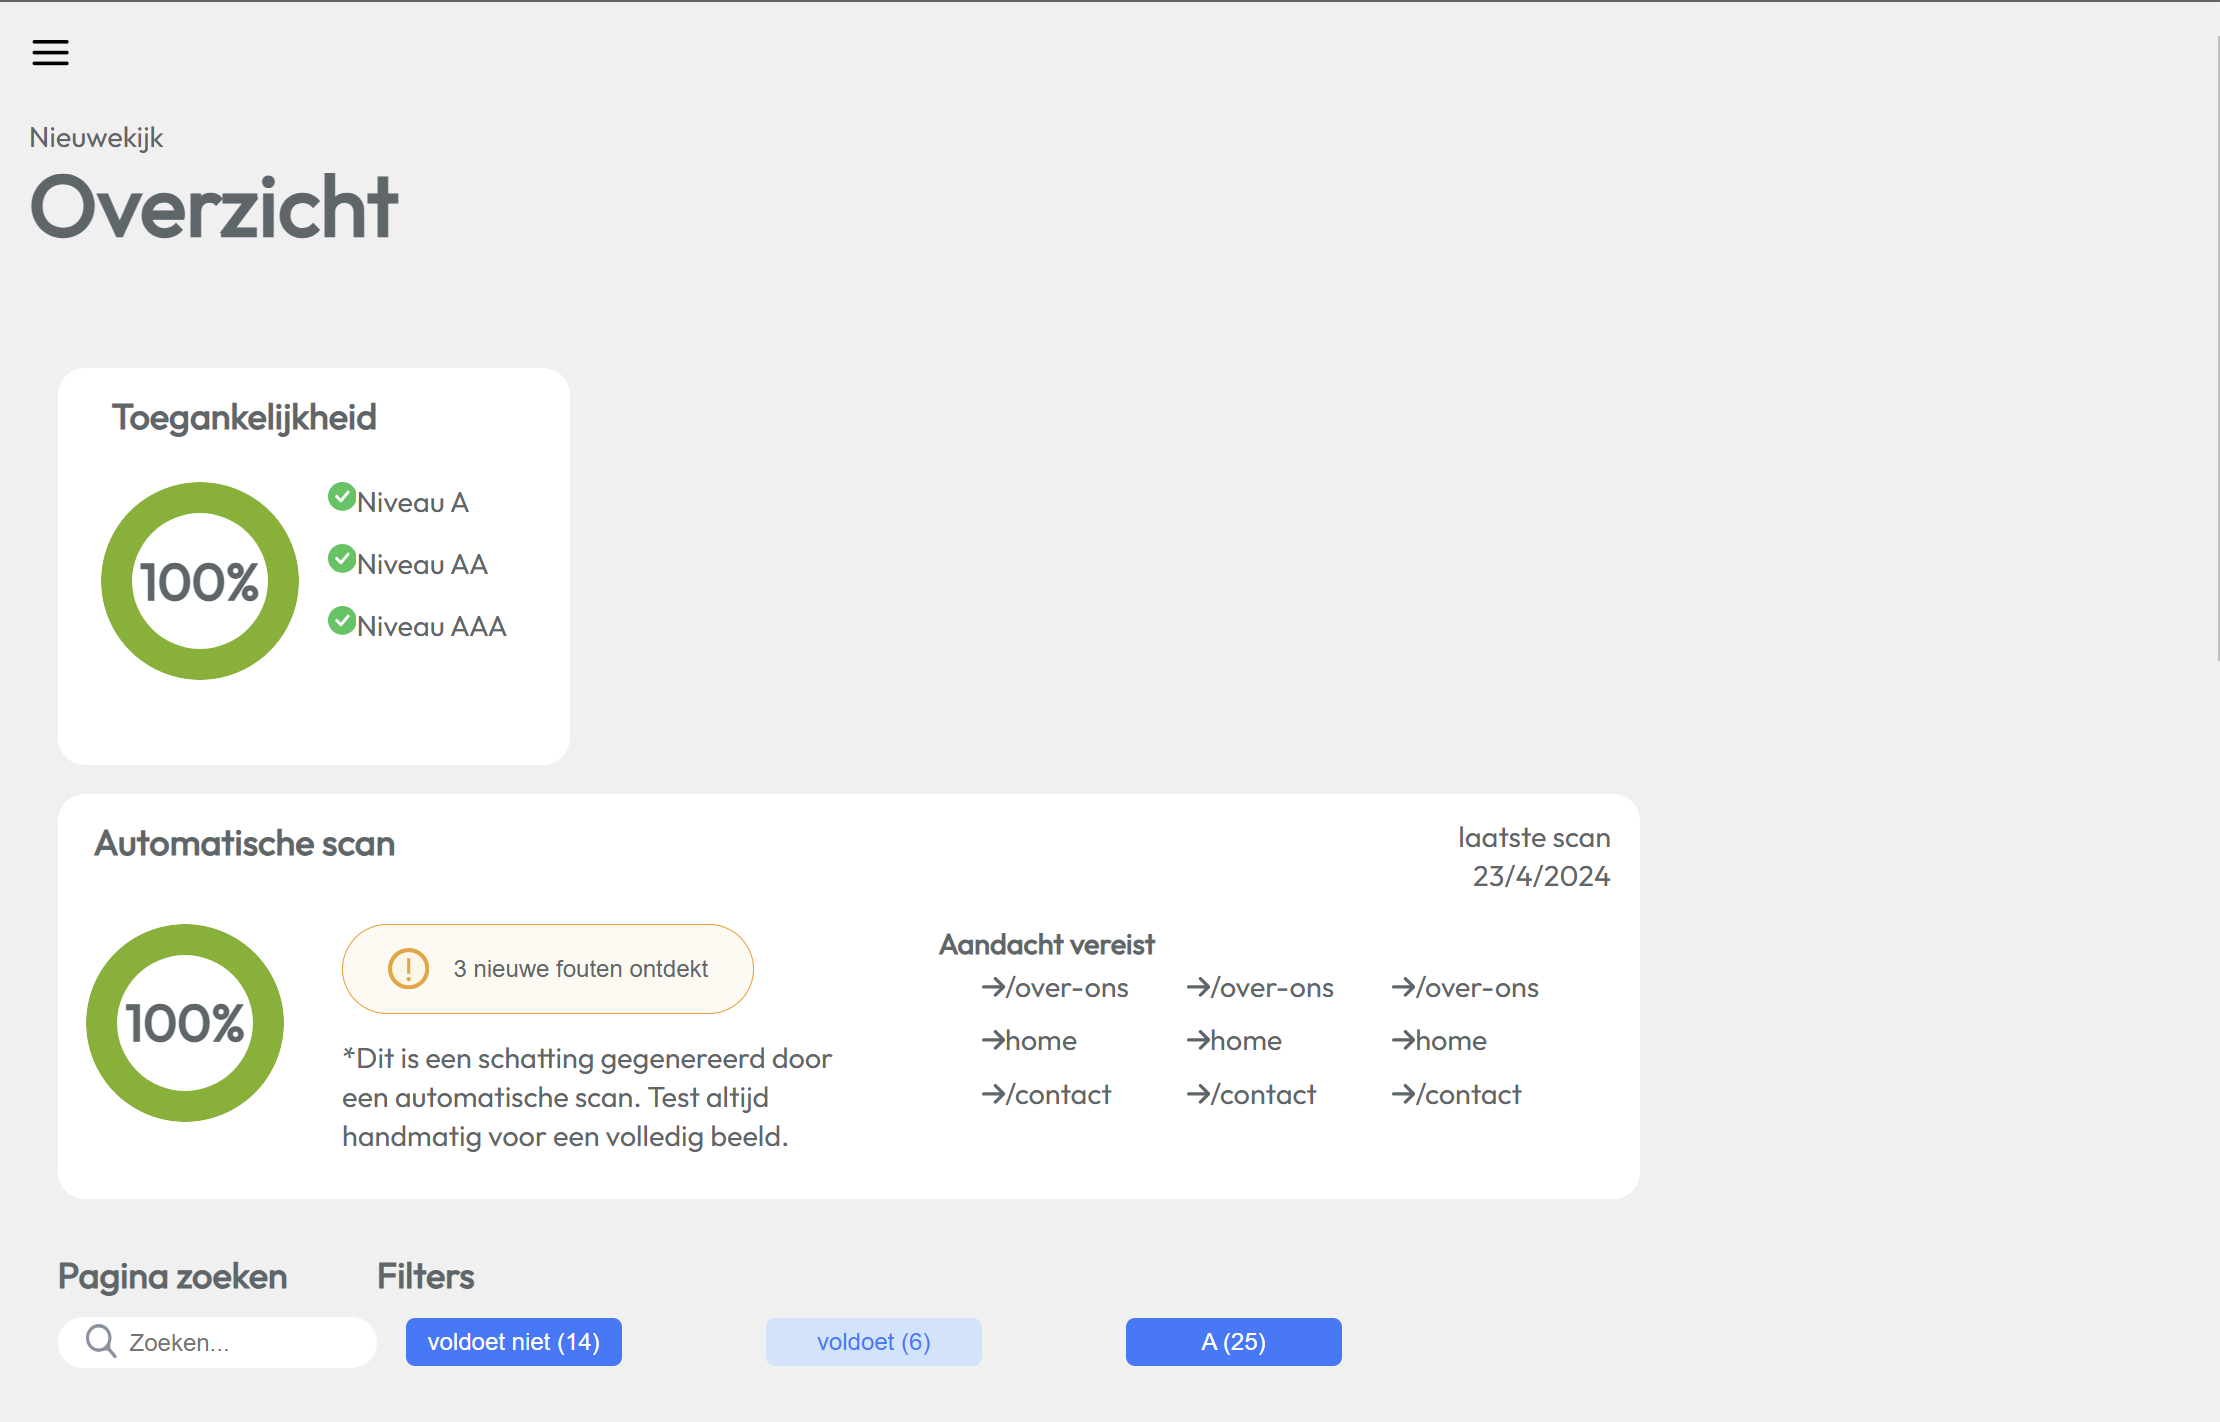 Nieuwekijk
Overzicht
Toegankelijkheid
100%
Niveau A
Niveau AA
Niveau AAA
Automatische scan
laatste scan
23/4/2024
100%
3 nieuwe fouten ontdekt
*Dit is een schatting gegenereerd door
een automatische scan. Test altijd
handmatig voor een volledig beeld.
Aandacht vereist
→/over-ons →/over-ons →/over-ons
→home →home →home
→/contact →/contact →/contact
Pagina zoeken
Zoeken...
Filters
voldoet niet (14) voldoet (6) A (25)